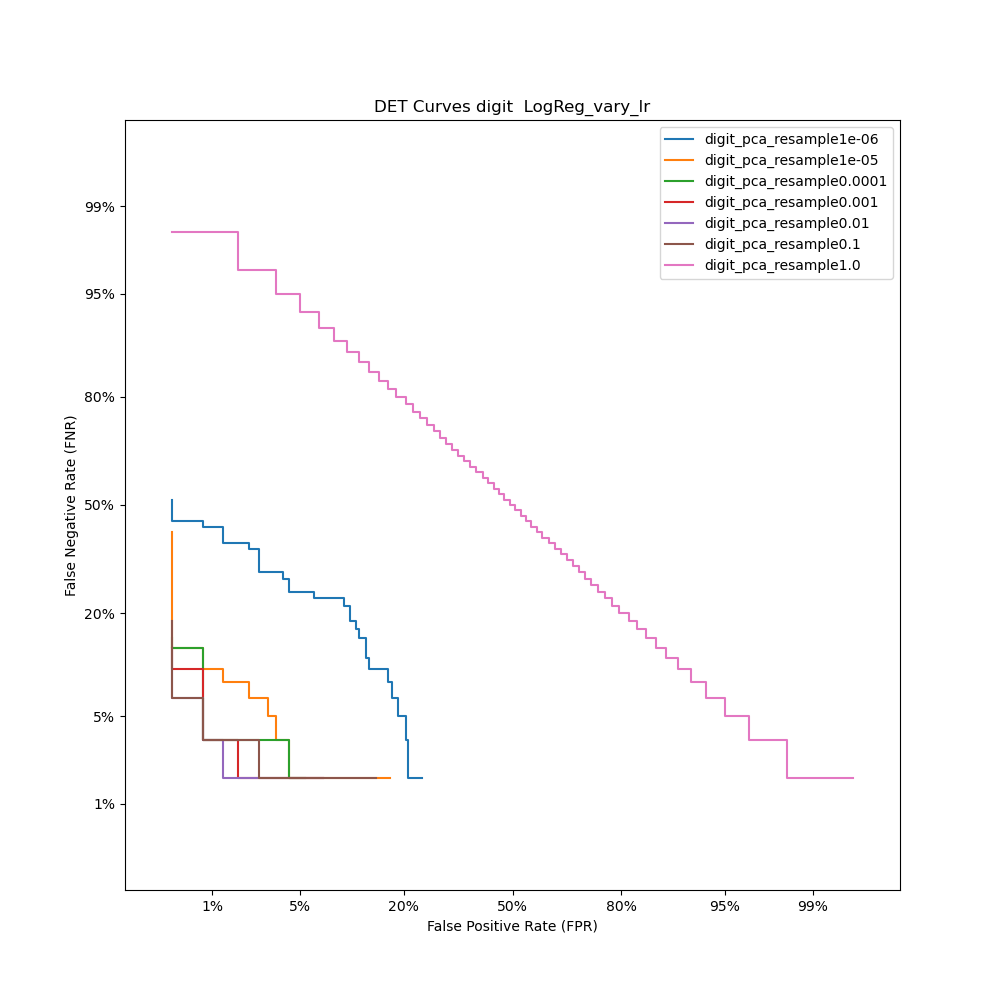 DET Curves digit  LogReg_vary_lr
digit_pca_resample1e-06
digit_pca_resample1e-05
digit_pca_resample0.0001
digit_pca_resample0.001
digit_pca_resample0.01
digit_pca_resample0.1
digit_pca_resample1.0
99%
95%
80%
50%
20%
5%
1%
False Negative Rate (FNR)
1% 5% 20% 50% 80% 95% 99%
False Positive Rate (FPR)